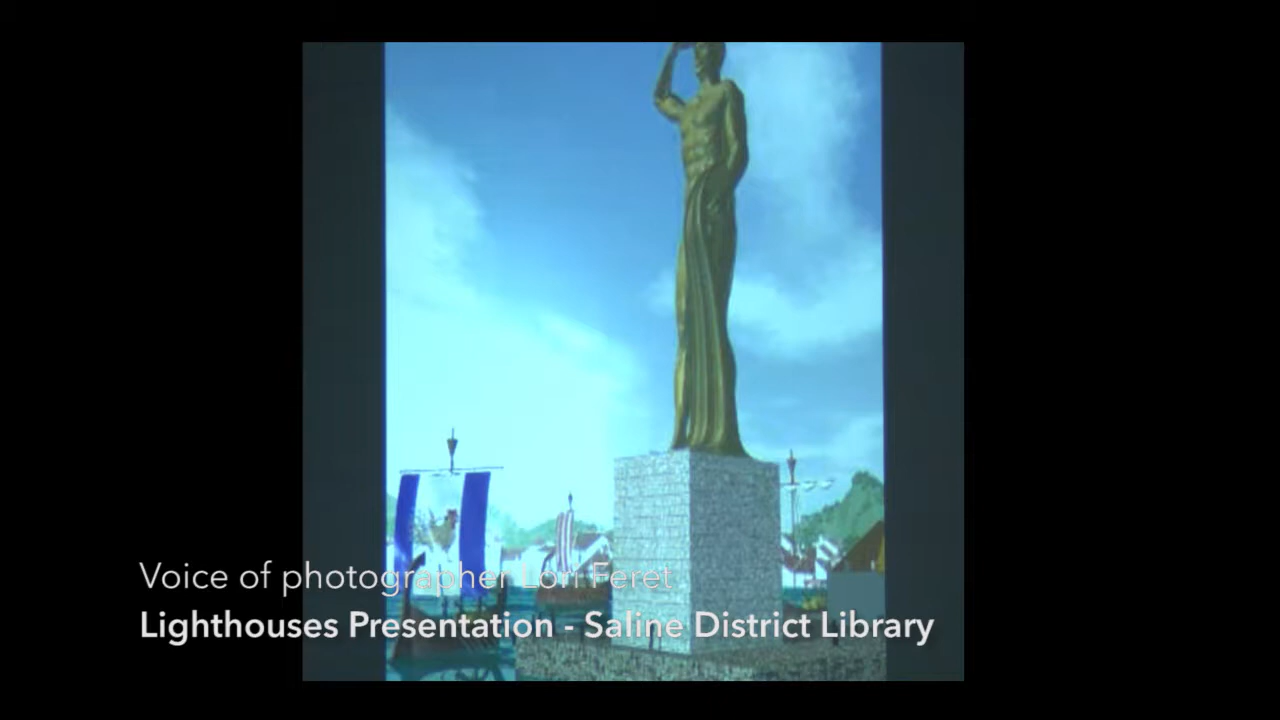 Voice of photographer Lori Feret
Lighthouses Presentation - Saline District Library